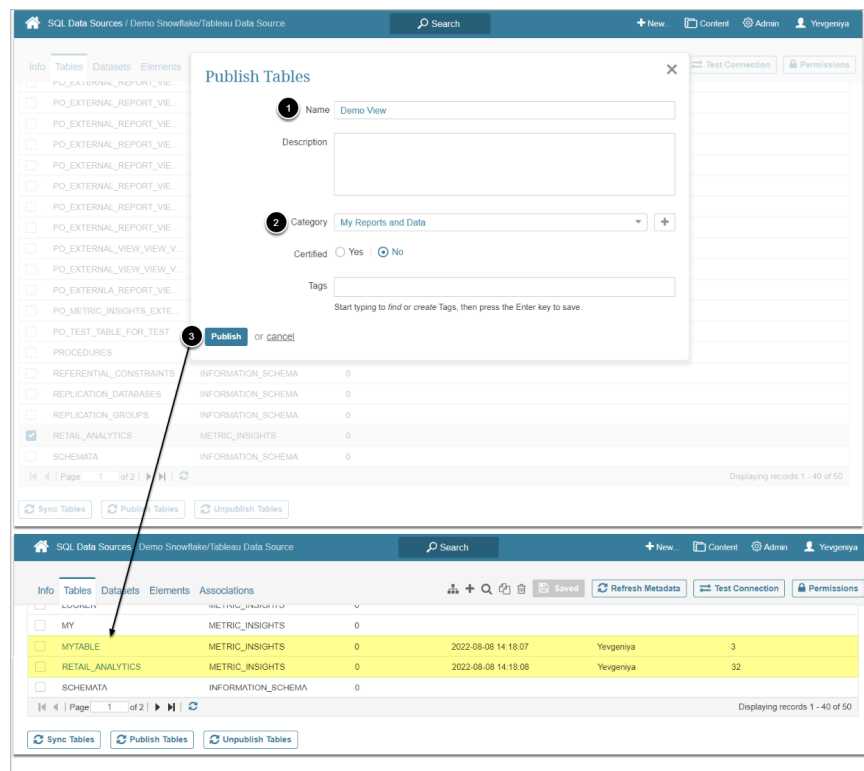 SQL Data Sources / Demo Snowflake/Tableau Data Source Search +New... Content Admin Yevgeniya
Info Tables Datasets Elements Test Connection Permissions
Publish Tables
PO_EXTERNAL_REPORT_VIE...
PO_EXTERNAL_REPORT_VIE...
1 Name Demo View
PO_EXTERNAL_REPORT_VIE...
Description
PO_EXTERNAL_REPORT_VIE...
PO_EXTERNAL_REPORT_VIE...
PO_EXTERNAL_REPORT_VIE...
PO_EXTERNAL_REPORT_VIE...
PO_EXTERNAL_REPORT_VIE...
2 Category My Reports and Data +
PO_EXTERNAL_VIEW_VIEW_V...
Certified Yes No
PO_EXTERNAL_VIEW_VIEW_V...
PO_EXTERNLA_REPORT_VIE...
Tags
PO_METRIC_INSIGHTS_EXTE...
Start typing to find or create Tags, then press the Enter key to save.
PO_TEST_TABLE_FOR_TEST
3 Publish or cancel
PROCEDURES
REFERENTIAL_CONSTRAINTS INFORMATION_SCHEMA 0
REPLICATION_DATABASES INFORMATION_SCHEMA 0
REPLICATION_GROUPS INFORMATION_SCHEMA 0
RETAIL_ANALYTICS METRIC_INSIGHTS 0
SCHEMATA INFORMATION_SCHEMA 0
Page 1 of 2 Displaying records 1 - 40 of 50
Sync Tables Publish Tables Unpublish Tables
SQL Data Sources / Demo Snowflake/Tableau Data Source Search +New... Content Admin Yevgeniya
Info Tables Datasets Elements Associations Saved Refresh Metadata Test Connection Permissions
LOOKER METRIC_INSIGHTS 0
MY METRIC_INSIGHTS 0
MYTABLE METRIC_INSIGHTS 0 2022-08-08 14:18:07 Yevgeniya 3
RETAIL_ANALYTICS METRIC_INSIGHTS 0 2022-08-08 14:18:08 Yevgeniya 32
SCHEMATA INFORMATION_SCHEMA 0
Page 1 of 2 Displaying records 1 - 40 of 50
Sync Tables Publish Tables Unpublish Tables